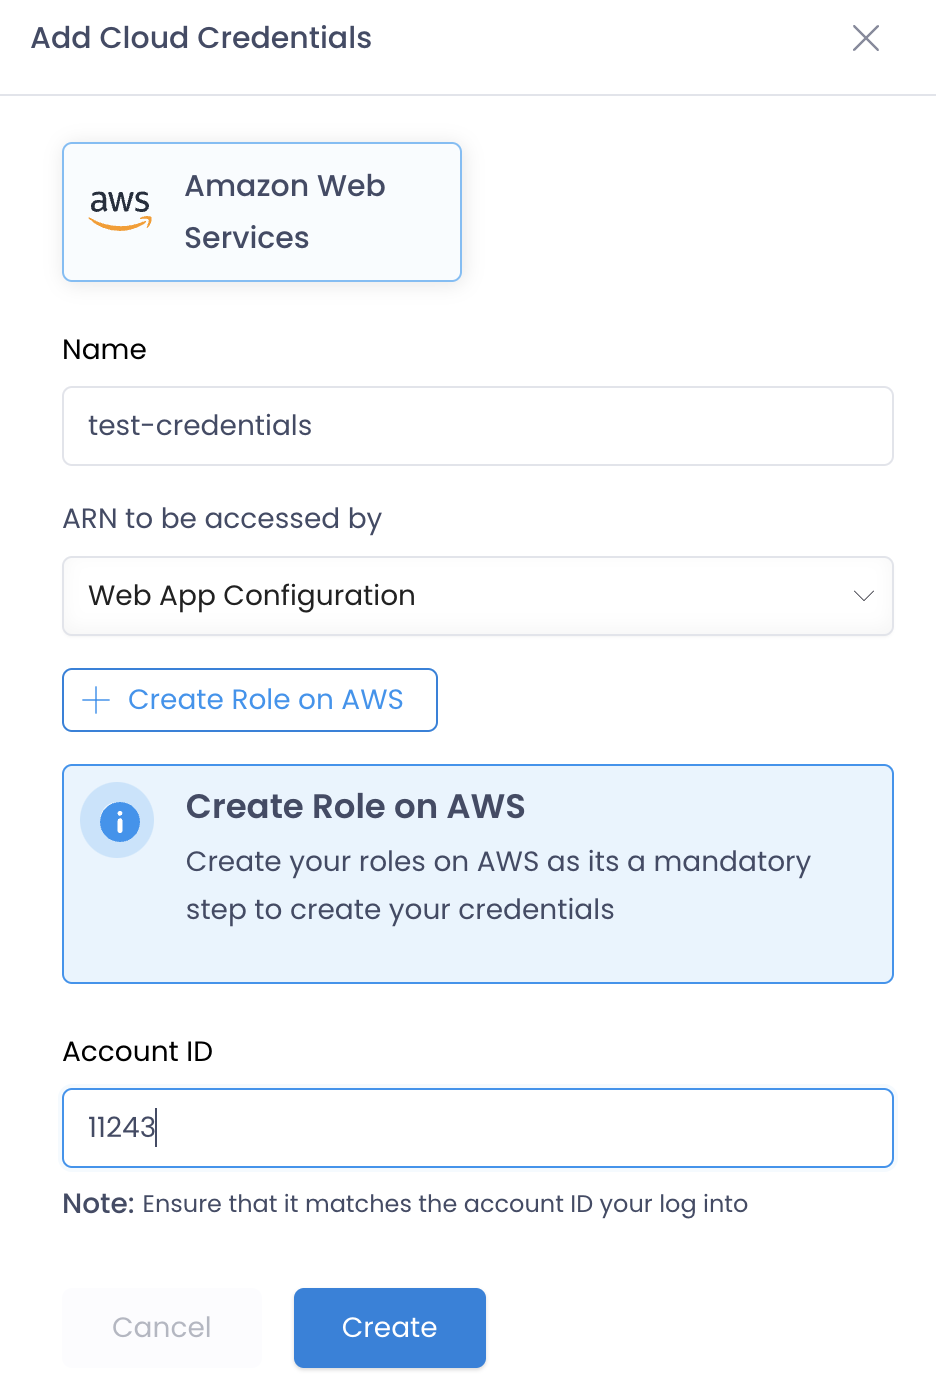 Add Cloud Credentials
aws
Amazon Web
Services
Name
test-credentials
ARN to be accessed by
Web App Configuration
Create Role on AWS
Create Role on AWS
Create your roles on AWS as its a mandatory
step to create your credentials
Account ID
11243
Note: Ensure that it matches the account ID your log into
Cancel
Create